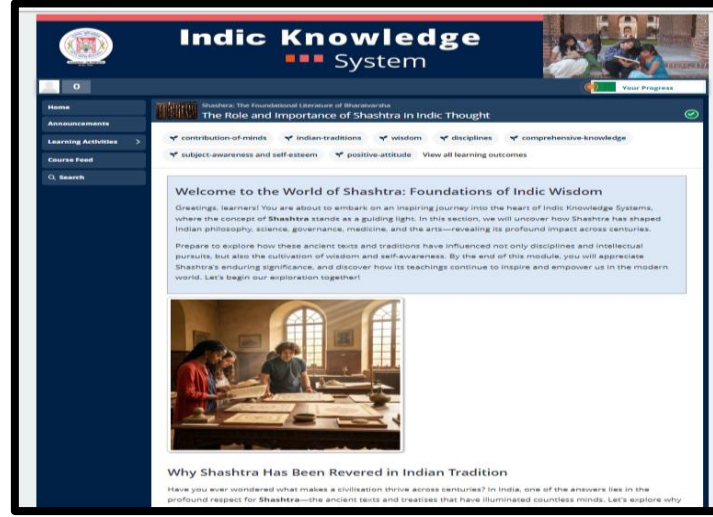 Indic Knowledge
System
0
Your Progress
Home
Announcements
Learning Activities >
Course Feed
Search
Shashtra: The Foundational Literature of Bharatvarsha
The Role and Importance of Shashtra in Indic Thought
contribution-of-minds indian-traditions wisdom disciplines comprehensive-knowledge
subject-awareness and self-esteem positive-attitude View all learning outcomes
Welcome to the World of Shashtra: Foundations of Indic Wisdom
Greetings, learners! You are about to embark on an inspiring journey into the heart of Indic Knowledge Systems,
where the concept of Shashtra stands as a guiding light. In this section, we will uncover how Shashtra has shaped
Indian philosophy, science, governance, medicine, and the arts—revealing its profound impact across centuries.
Prepare to explore how these ancient texts and traditions have influenced not only disciplines and intellectual
pursuits, but also the cultivation of wisdom and self-awareness. By the end of this module, you will appreciate
Shashtra's enduring significance, and discover how its teachings continue to inspire and empower us in the modern
world. Let's begin our exploration together!
Why Shashtra Has Been Revered in Indian Tradition
Have you ever wondered what makes a civilisation thrive across centuries? In India, one of the answers lies in the
profound respect for Shashtra—the ancient texts and treatises that have illuminated countless minds. Let's explore why